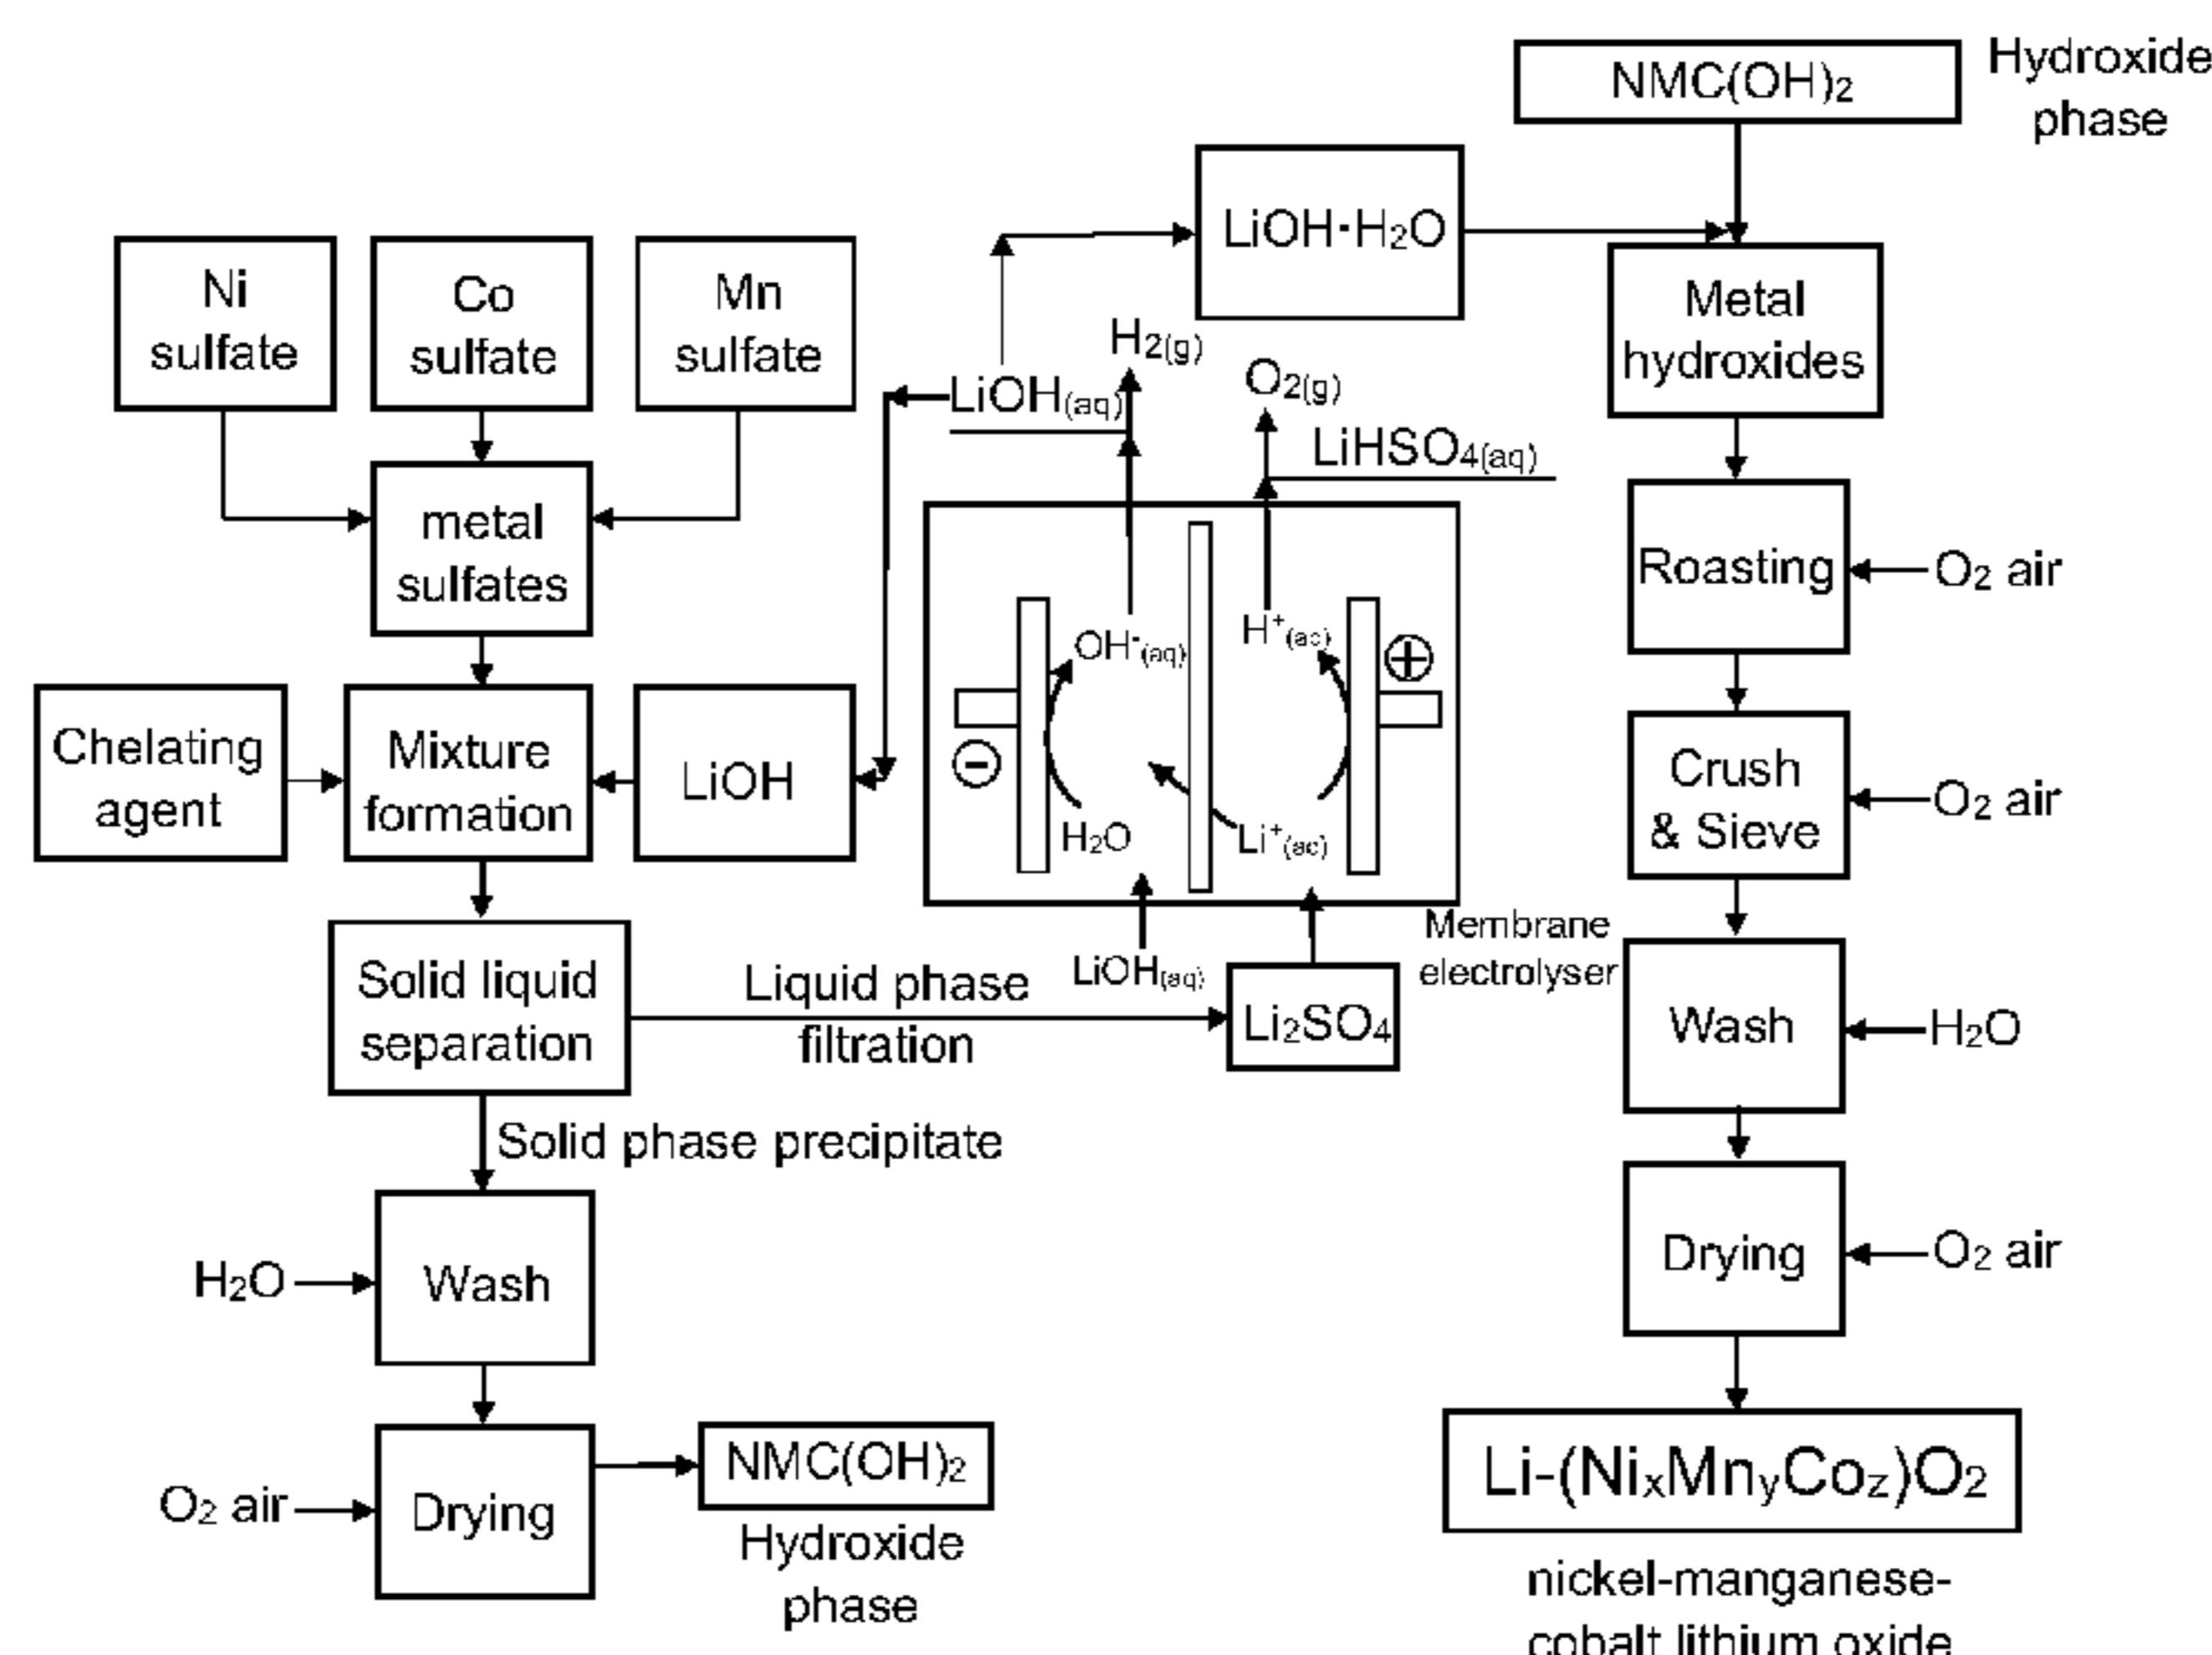 NMC(OH)₂
Hydroxide
phase
LiOH·H₂O
Ni
sulfate
Co
sulfate
Mn
sulfate
Metal
hydroxides
H₂(g)
O₂(g)
LiOH(aq)
LiHSO₄(aq)
metal
sulfates
Roasting
O₂ air
OH⁻(aq)
H⁺(ac)
+
Chelating
agent
Mixture
formation
LiOH
-
H₂O
Li⁺(ac)
Crush
& Sieve
O₂ air
Membrane
electrolyser
LiOH(aq)
Li₂SO₄
Solid liquid
separation
Liquid phase
filtration
Wash
H₂O
Solid phase precipitate
H₂O
Wash
Drying
O₂ air
O₂ air
Drying
NMC(OH)₂
Hydroxide
phase
Li-(NiₓMnᵧCo_z)O₂
nickel-manganese-
cobalt lithium oxide